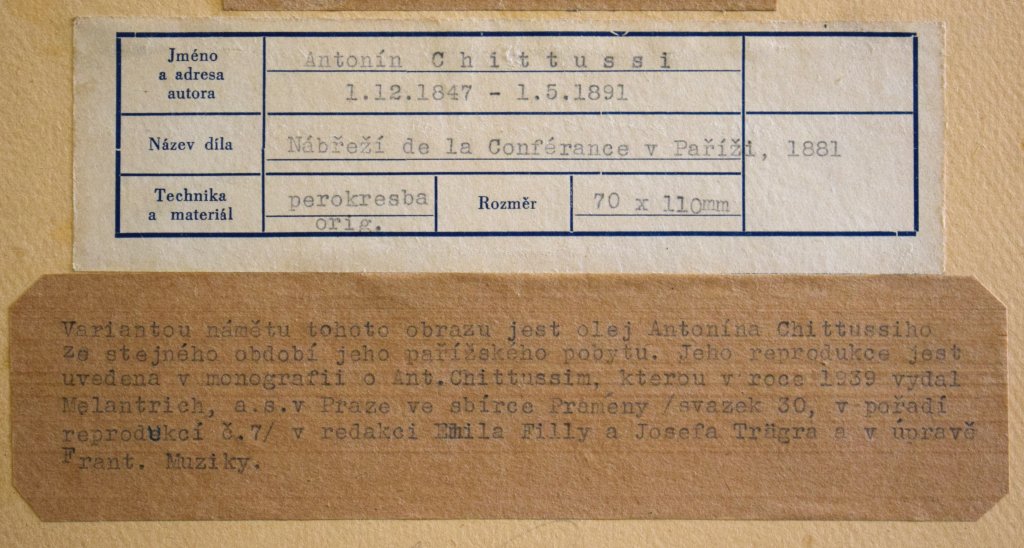 Jméno
a adresa
autora
Antonín Chittussi
1.12.1847 - 1.5.1891
Název díla
Nábřeží de la Conférance v Paříži, 1881
Technika
a materiál
perokresba
orig.
Rozměr
70 x 110mm
Variantou námětu tohoto obrazu jest olej Antonína Chittussiho
ze stejného období jeho pařížského pobytu. Jeho reprodukce jest
uvedena v monografii o Ant.Chittussim, kterou v roce 1939 vydal
Melantrich, a.s.v Praze ve sbírce Prameny /svazek 30, v pořadí
reprodukcí č.7/ v redakci Emila Filly a Josefa Trägra a v úpravě
Frant. Muziky.